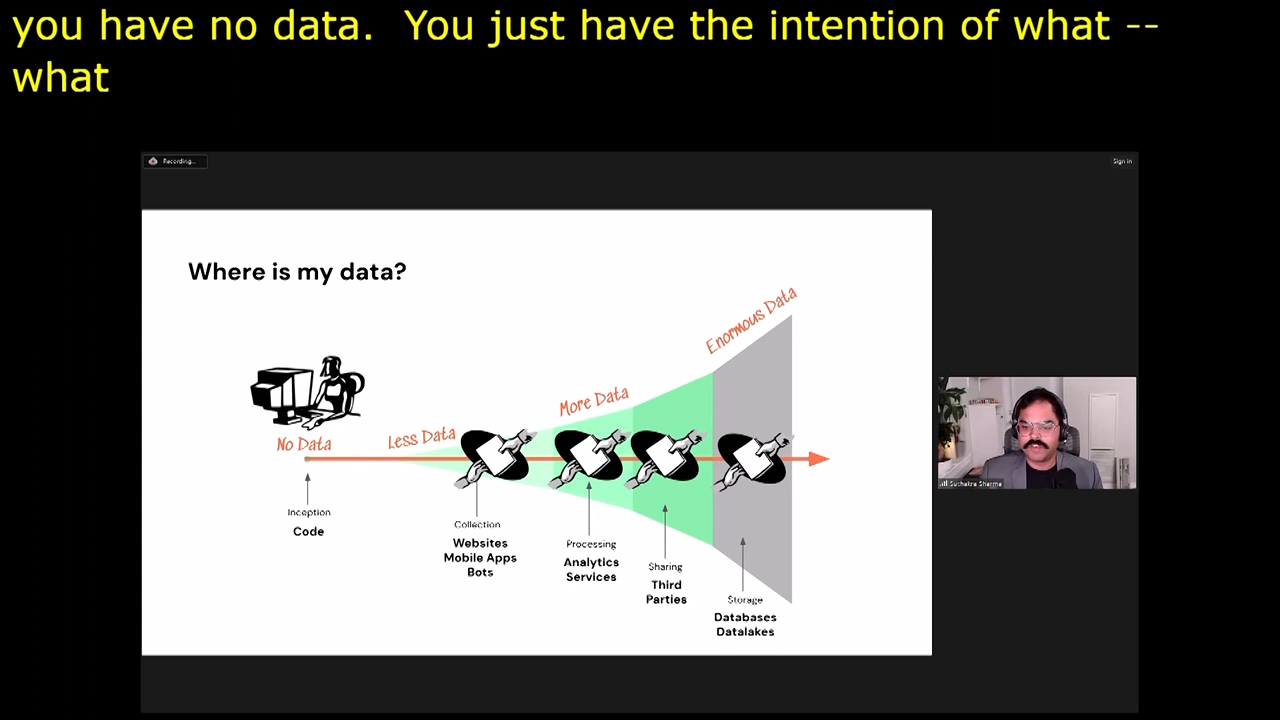 you have no data.  You just have the intention of what --
what
Recording...
Sign in
Where is my data?
Enormous Data
More Data
Less Data
No Data
Inception
Code
Collection
Websites
Mobile Apps
Bots
Processing
Analytics
Services
Sharing
Third
Parties
Storage
Databases
Datalakes
Suchakra Sharma